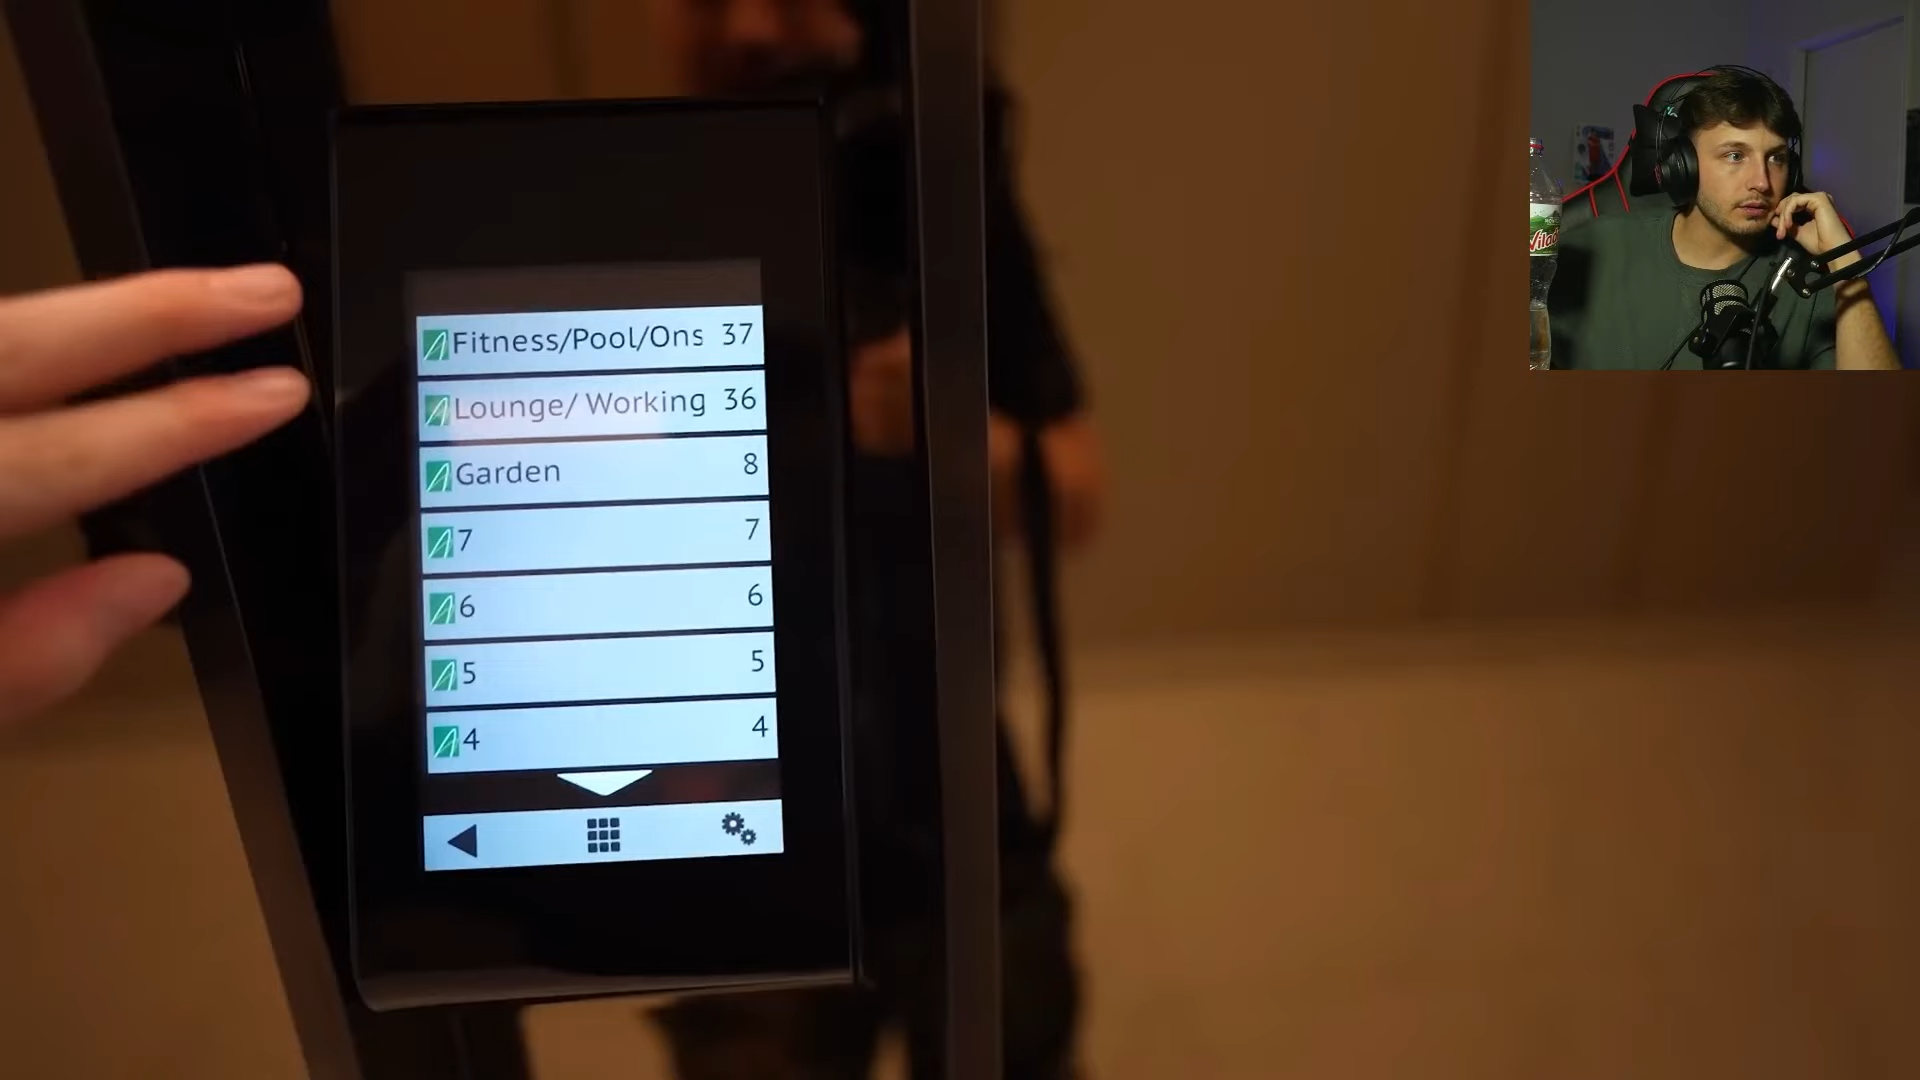 Fitness/Pool/Ons 37
Lounge/ Working 36
Garden 8
7 7
6 6
5 5
4 4